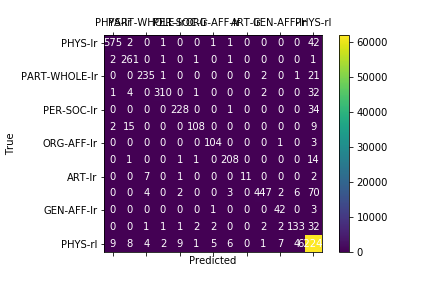 PHYS-lr PART-WHOLE-lr PER-SOC-lr ORG-AFF-lr ART-lr GEN-AFF-lr PHYS-rl
PHYS-lr 575 2 0 1 0 0 1 1 0 0 0 0 42
2 261 0 1 0 1 0 1 0 0 0 0 1
PART-WHOLE-lr 0 0 235 1 0 0 0 0 0 2 0 1 21
1 4 0 310 0 1 0 0 0 2 0 0 32
PER-SOC-lr 0 0 0 0 228 0 0 1 0 0 0 0 34
2 15 0 0 0 108 0 0 0 0 0 0 9
ORG-AFF-lr 0 0 0 0 0 0 104 0 0 0 1 0 3
0 1 0 0 1 1 0 208 0 0 0 0 14
ART-lr 0 0 7 0 1 0 0 0 11 0 0 0 2
0 0 4 0 2 0 0 3 0 447 2 6 70
GEN-AFF-lr 0 0 0 0 0 0 1 0 0 0 42 0 3
0 0 1 1 1 2 2 0 0 2 2 133 32
PHYS-rl 9 8 4 2 9 1 5 6 0 1 7
True
Predicted
60000
50000
40000
30000
20000
10000
0